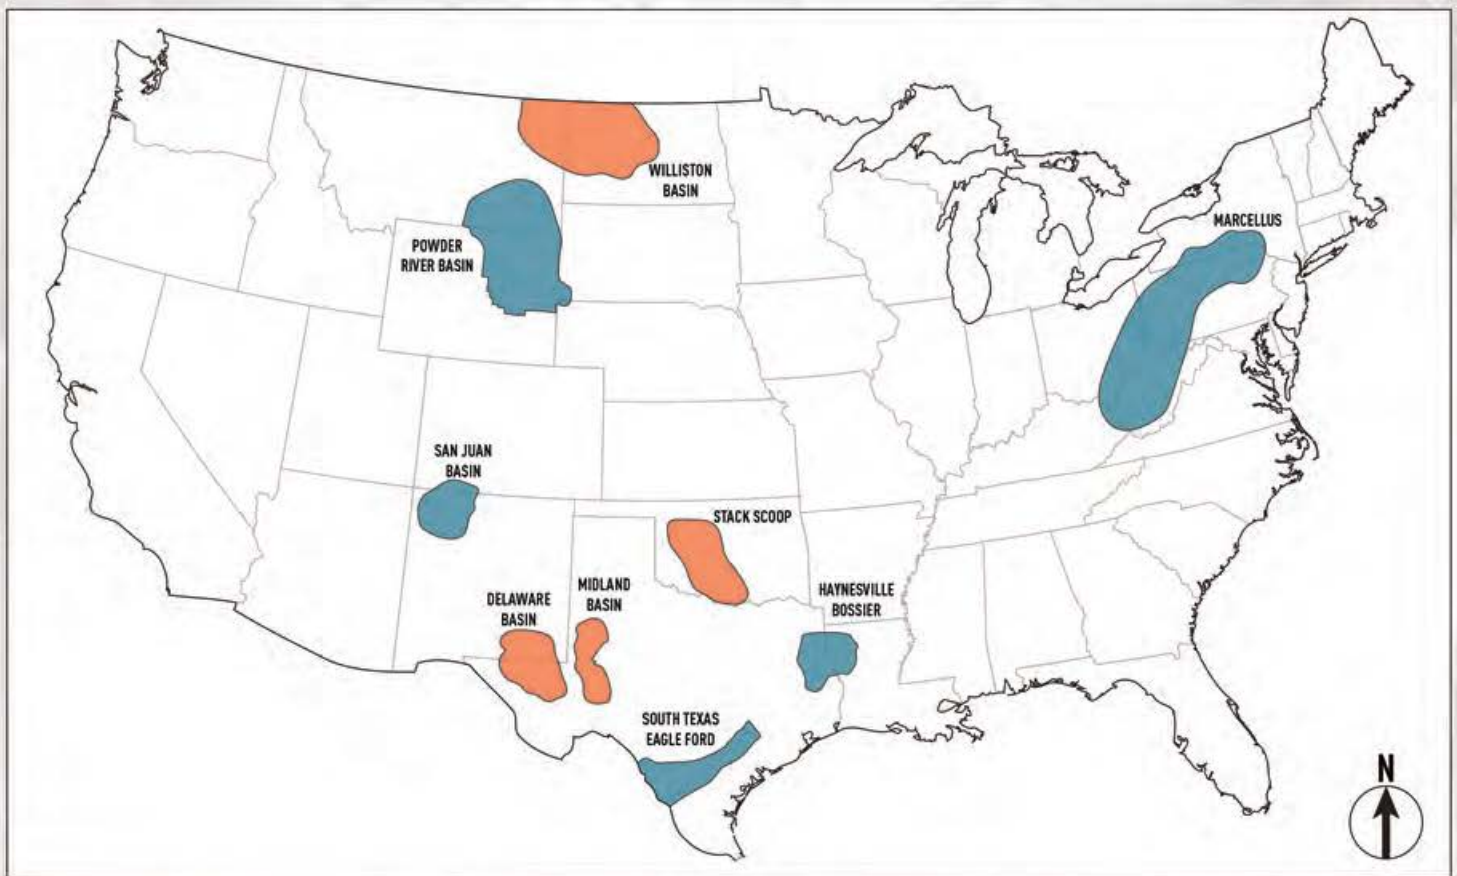 WILLISTON
BASIN
MARCELLUS
POWDER
RIVER BASIN
SAN JUAN
BASIN
STACK SCOOP
MIDLAND
BASIN
HAYNESVILLE
BOSSIER
DELAWARE
BASIN
SOUTH TEXAS
EAGLE FORD
N